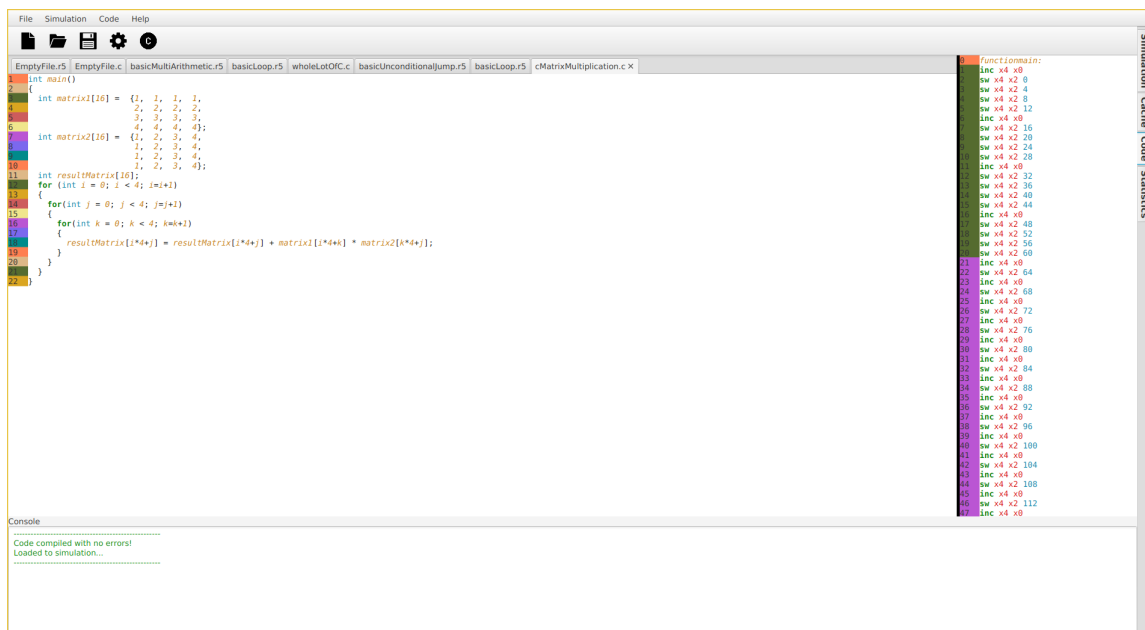 File Simulation Code Help
C
EmptyFile.r5 EmptyFile.c basicMultiArithmetic.r5 basicLoop.r5 wholeLotOfC.c basicUnconditionalJump.r5 basicLoop.r5 cMatrixMultiplication.c ✕
1 int main()
2 {
3 int matrix1[16] = {1, 1, 1, 1,
4 2, 2, 2, 2,
5 3, 3, 3, 3,
6 4, 4, 4, 4};
7 int matrix2[16] = {1, 2, 3, 4,
8 1, 2, 3, 4,
9 1, 2, 3, 4,
10 1, 2, 3, 4};
11 int resultMatrix[16];
12 for (int i = 0; i < 4; i=i+1)
13 {
14 for(int j = 0; j < 4; j=j+1)
15 {
16 for(int k = 0; k < 4; k=k+1)
17 {
18 resultMatrix[i*4+j] = resultMatrix[i*4+j] + matrix1[i*4+k] * matrix2[k*4+j];
19 }
20 }
21 }
22 }
0 functionmain:
1 inc x4 x0
2 sw x4 x2 0
3 sw x4 x2 4
4 sw x4 x2 8
5 sw x4 x2 12
6 inc x4 x0
7 sw x4 x2 16
8 sw x4 x2 20
9 sw x4 x2 24
10 sw x4 x2 28
11 inc x4 x0
12 sw x4 x2 32
13 sw x4 x2 36
14 sw x4 x2 40
15 sw x4 x2 44
16 inc x4 x0
17 sw x4 x2 48
18 sw x4 x2 52
19 sw x4 x2 56
20 sw x4 x2 60
21 inc x4 x0
22 sw x4 x2 64
23 inc x4 x0
24 sw x4 x2 68
25 inc x4 x0
26 sw x4 x2 72
27 inc x4 x0
28 sw x4 x2 76
29 inc x4 x0
30 sw x4 x2 80
31 inc x4 x0
32 sw x4 x2 84
33 inc x4 x0
34 sw x4 x2 88
35 inc x4 x0
36 sw x4 x2 92
37 inc x4 x0
38 sw x4 x2 96
39 inc x4 x0
40 sw x4 x2 100
41 inc x4 x0
42 sw x4 x2 104
43 inc x4 x0
44 sw x4 x2 108
45 inc x4 x0
46 sw x4 x2 112
47 inc x4 x0
Simulation
Cache
Code
Statistics
Console
----------------------------------------------------
Code compiled with no errors!
Loaded to simulation...
----------------------------------------------------